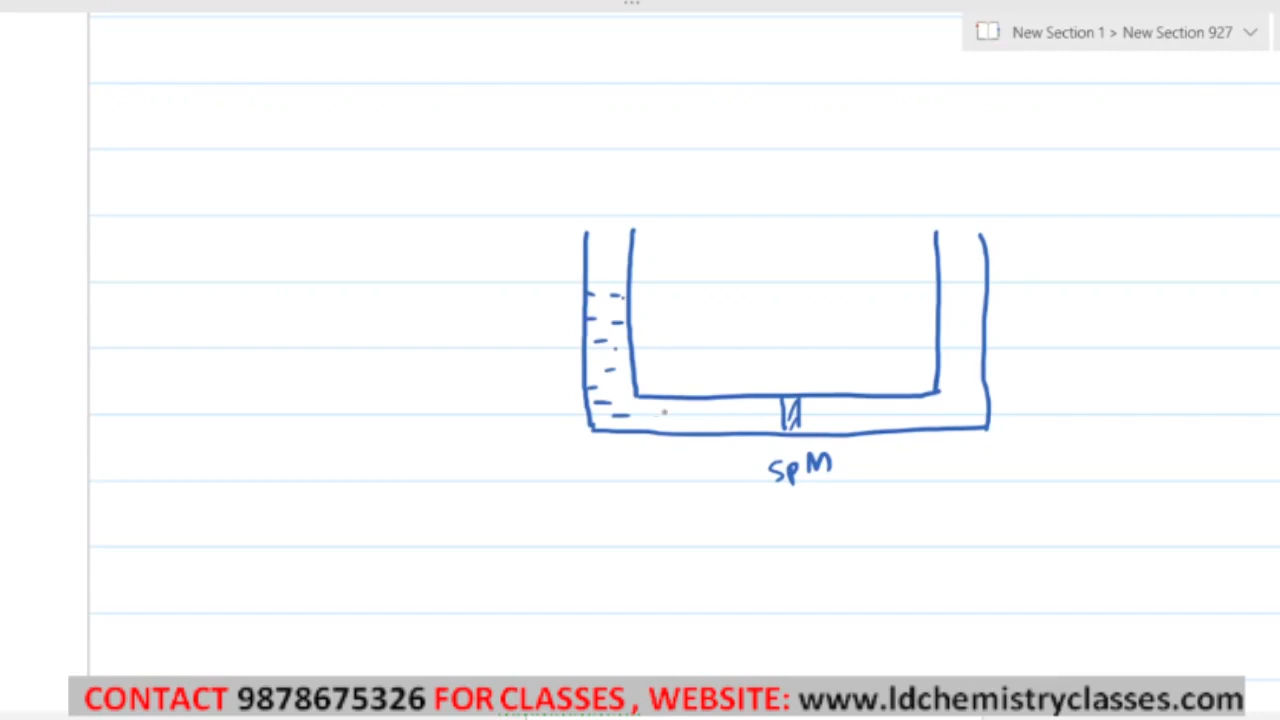 New Section 1 > New Section 927
SPM
CONTACT 9878675326 FOR CLASSES , WEBSITE: www.ldchemistryclasses.com